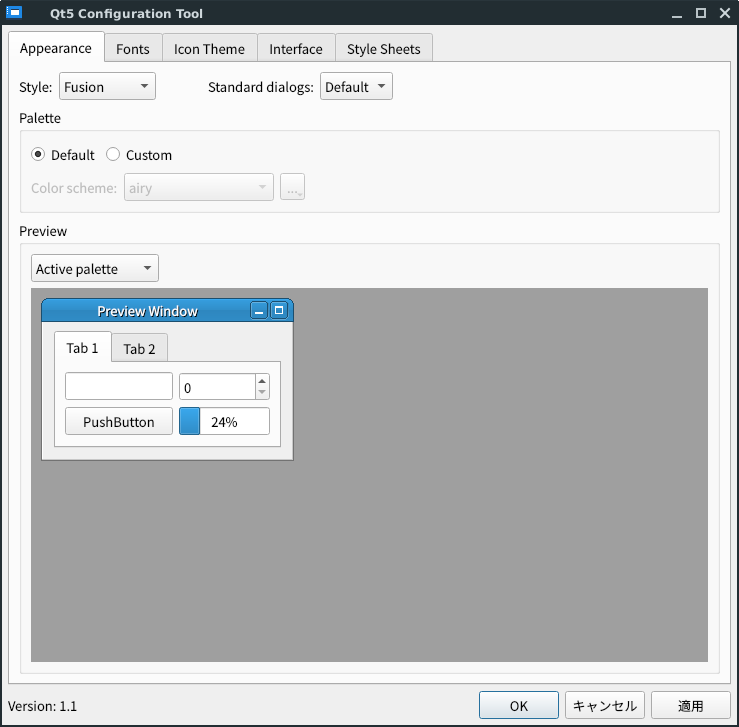 Qt5 Configuration Tool
Appearance Fonts Icon Theme Interface Style Sheets
Style: Fusion Standard dialogs: Default
Palette
Default Custom
Color scheme: airy ...
Preview
Active palette
Preview Window
Tab 1 Tab 2
0
PushButton 24%
Version: 1.1 OK キャンセル 適用